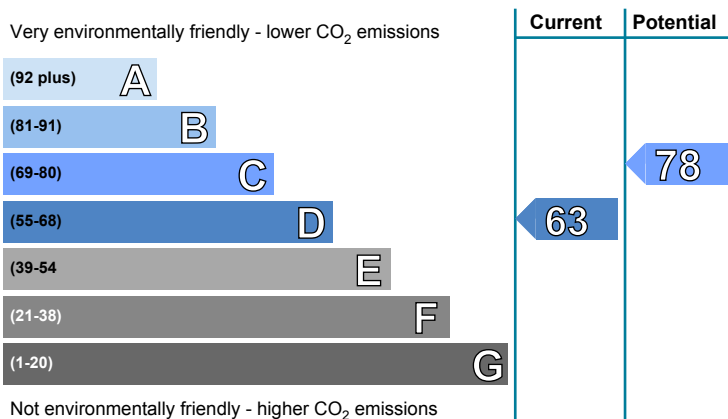 Current Potential
Very environmentally friendly - lower CO2 emissions
(92 plus) A
(81-91) B
(69-80) C
78
(55-68) D
63
(39-54 E
(21-38) F
(1-20) G
Not environmentally friendly - higher CO2 emissions